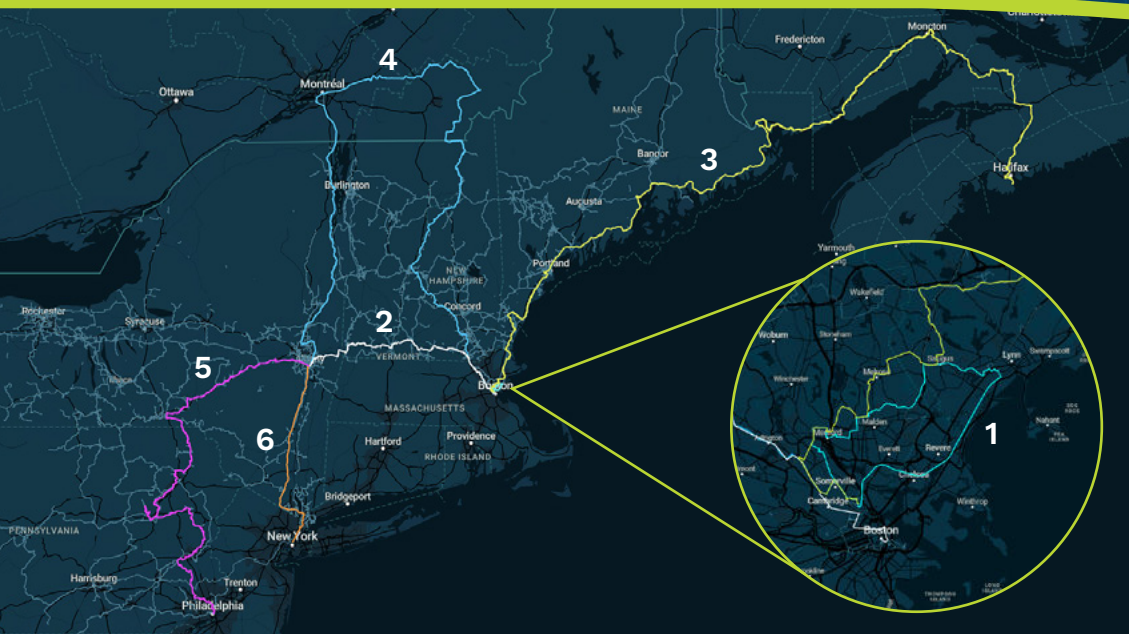 Fredericton
Moncton
4
Montréal
Ottawa
MAINE
Bangor
3
Halifax
Burlington
Augusta
Yarmouth
Portland
NEW
HAMPSHIRE
Concord
Rochester
Syracuse
2
VERMONT
5
Ithaca
Boston
MASSACHUSETTS
6
Hartford
Providence
RHODE ISLAND
Bridgeport
New York
PENNSYLVANIA
Harrisburg
Trenton
Philadelphia
Wakefield
Woburn
Stoneham
Saugus
Lynn
Swampscott
Winchester
Melrose
Nahant
Malden
Medford
1
Arlington
Everett
Revere
Chelsea
Somerville
Cambridge
Winthrop
Boston